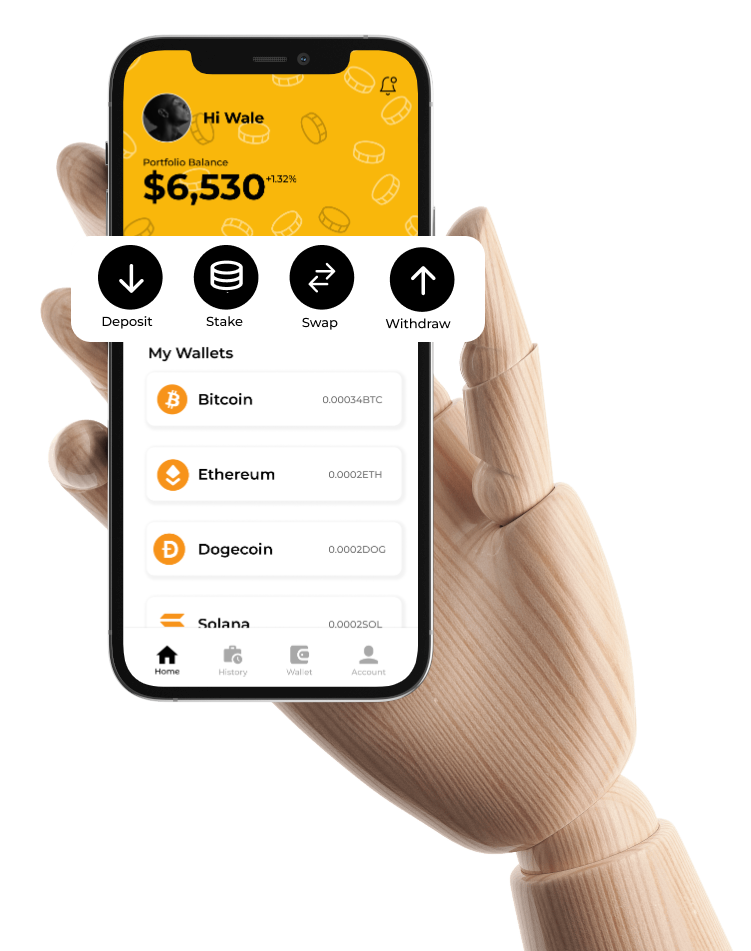 Hi Wale
Portfolio Balance
$6,530 +1.32%
Deposit Stake Swap Withdraw
My Wallets
Bitcoin 0.00034BTC
Ethereum 0.0002ETH
Dogecoin 0.0002DOG
Solana 0.0002SOL
Home History Wallet Account